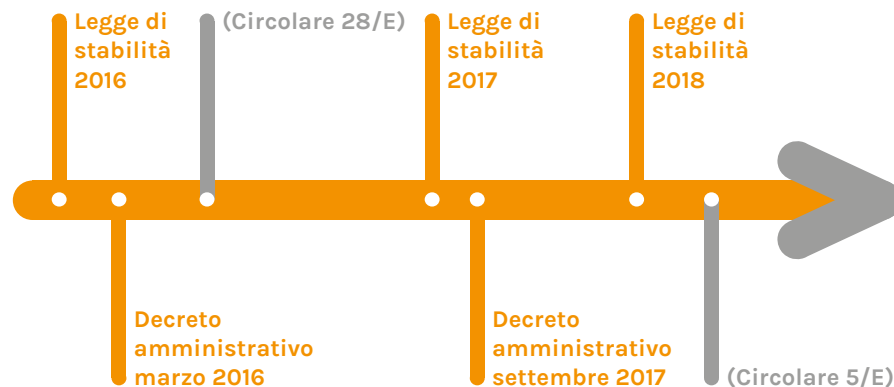 Legge di
stabilità
2016
(Circolare 28/E)
Legge di
stabilità
2017
Legge di
stabilità
2018
Decreto
amministrativo
marzo 2016
Decreto
amministrativo
settembre 2017
(Circolare 5/E)